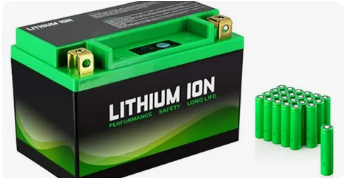 LITHIUM ION
PERFORMANCE SAFETY LONG LIFE